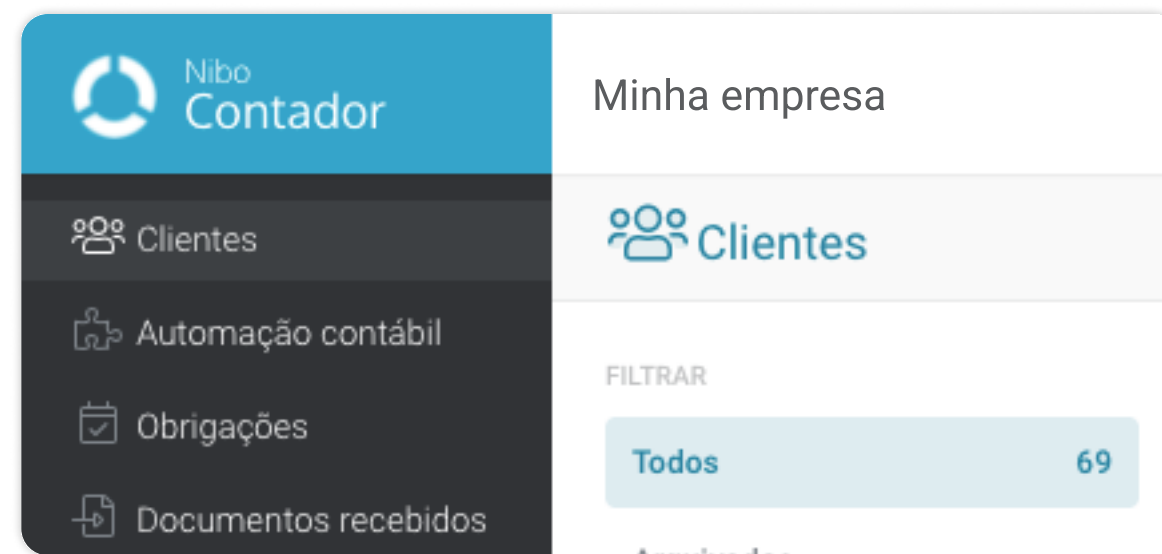 Nibo
Contador
Minha empresa
Clientes
Automação contábil
Obrigações
Documentos recebidos
Clientes
FILTRAR
Todos 69